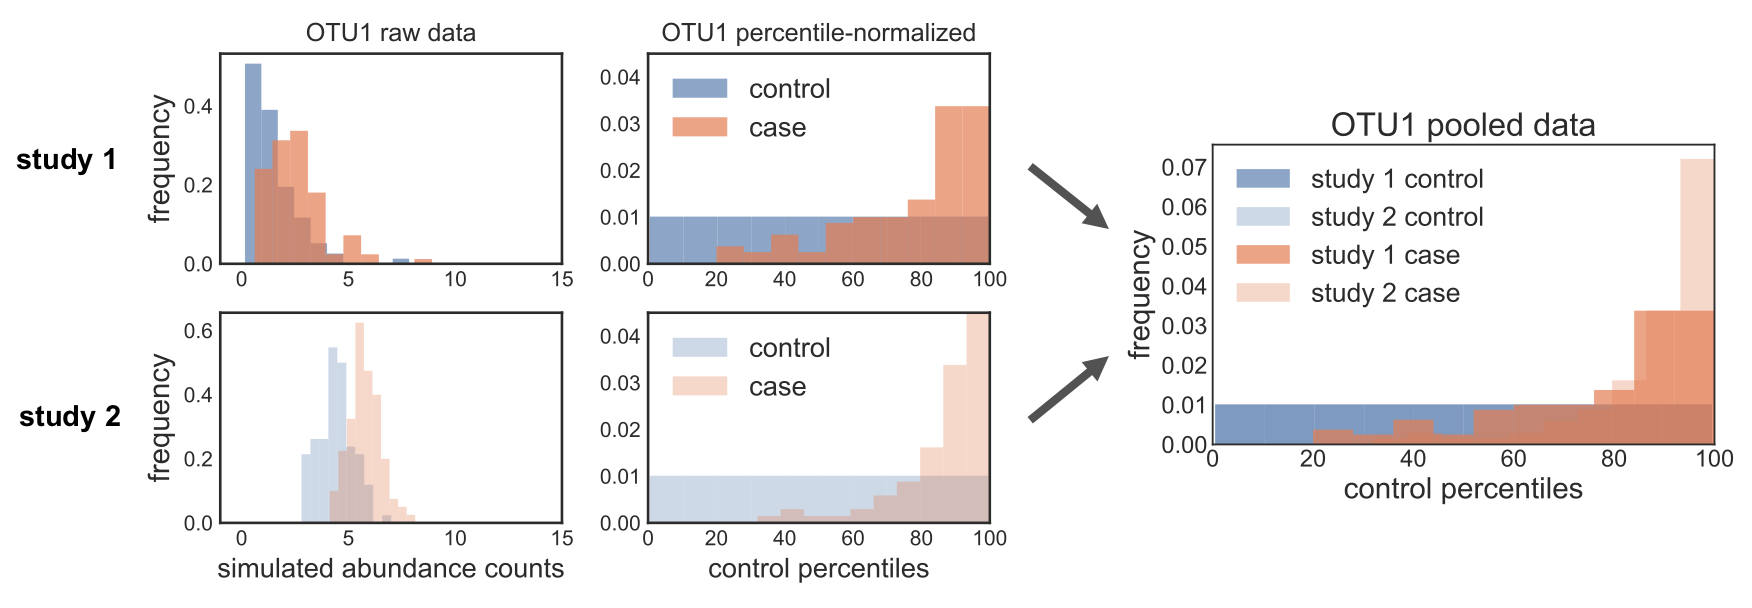 OTU1 raw data
OTU1 percentile-normalized
study 1
frequency
0.4
0.2
0.0
0 5 10 15
0.04
0.03
0.02
0.01
0.00
control
case
0 20 40 60 80 100
study 2
frequency
0.6
0.4
0.2
0.0
0 5 10 15
simulated abundance counts
0.04
0.03
0.02
0.01
0.00
control
case
0 20 40 60 80 100
control percentiles
OTU1 pooled data
frequency
0.07
0.06
0.05
0.04
0.03
0.02
0.01
0.00
study 1 control
study 2 control
study 1 case
study 2 case
0 20 40 60 80 100
control percentiles